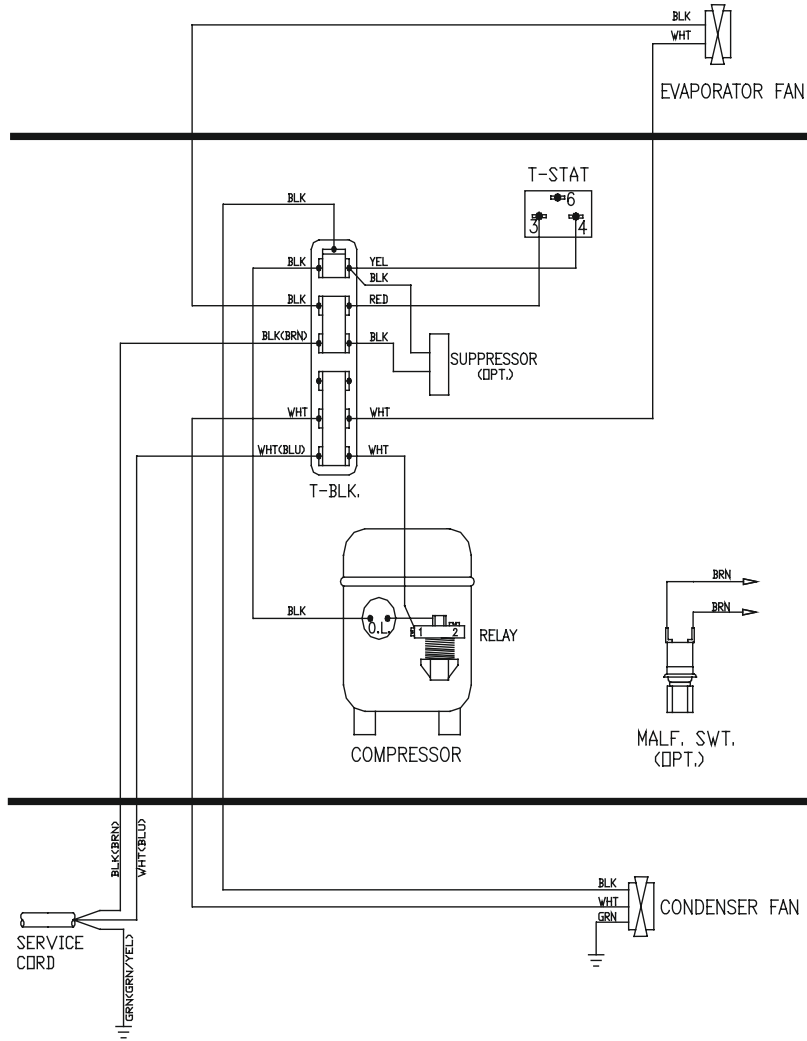 BLK
WHT
EVAPORATOR FAN
T-STAT
6
3
4
BLK
BLK
YEL
BLK
BLK
RED
BLK(BRN)
BLK
SUPPRESSOR
(OPT.)
WHT
WHT
WHT(BLU)
WHT
T-BLK.
BLK
O.L.
1
2
RELAY
COMPRESSOR
BRN
BRN
MALF. SWT.
(OPT.)
BLK(BRN)
WHT(BLU)
BLK
WHT
GRN
CONDENSER FAN
SERVICE
CORD
GRN(GRN/YEL)